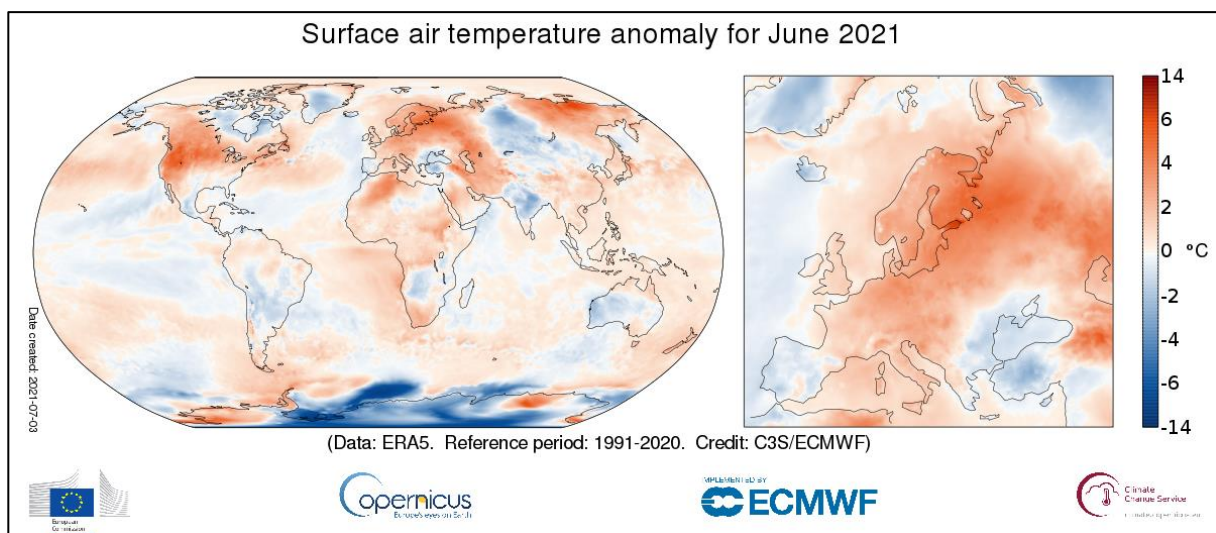 Surface air temperature anomaly for June 2021
14
6
4
2
0
-2
-4
-6
-14
°C
Date created: 2021-07-03
(Data: ERA5. Reference period: 1991-2020. Credit: C3S/ECMWF)
European
Commission
opernicus
Europe's eyes on Earth
IMPLEMENTED BY
ECMWF
Climate
Change Service